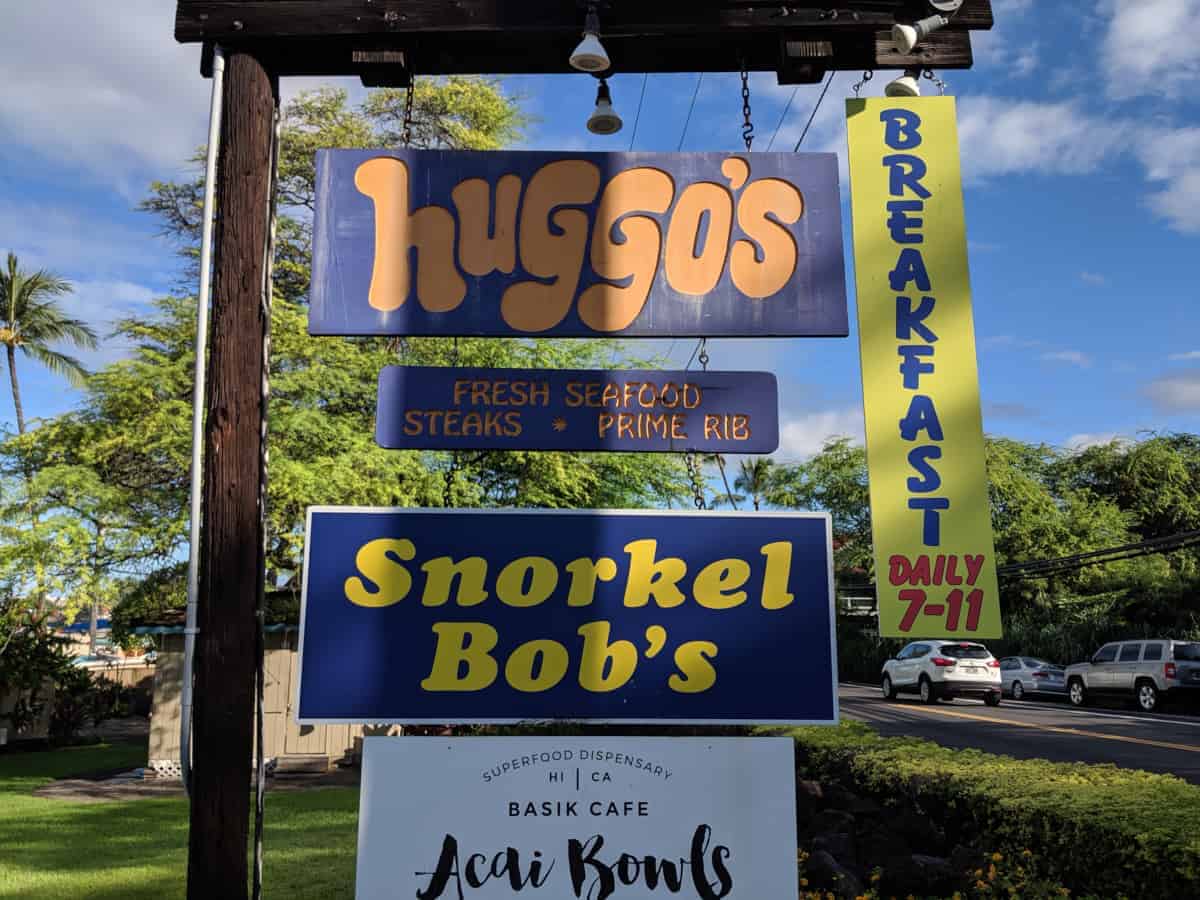 huGGo's
FRESH SEAFOOD
STEAKS * PRIME RIB
Snorkel
Bob's
SUPERFOOD DISPENSARY
HI | CA
BASIK CAFE
Acai Bowls
BREAKFAST
DAILY
7-11